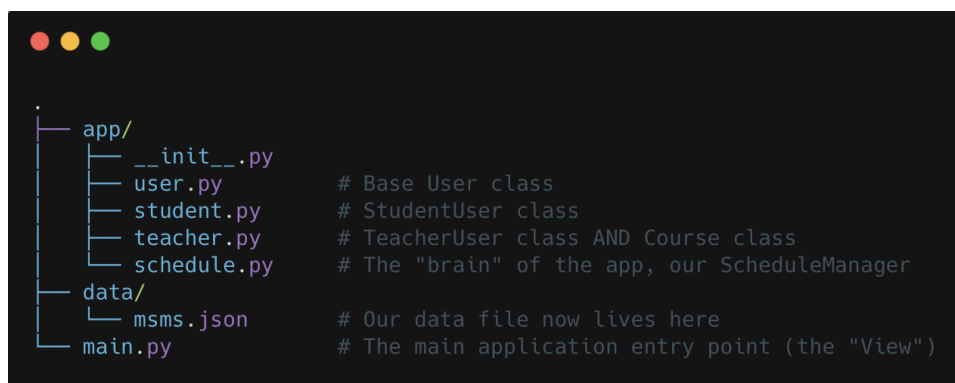 .
├── app/
│   ├── __init__.py
│   ├── user.py         # Base User class
│   ├── student.py      # StudentUser class
│   ├── teacher.py      # TeacherUser class AND Course class
│   └── schedule.py     # The "brain" of the app, our ScheduleManager
├── data/
│   └── msms.json       # Our data file now lives here
└── main.py             # The main application entry point (the "View")